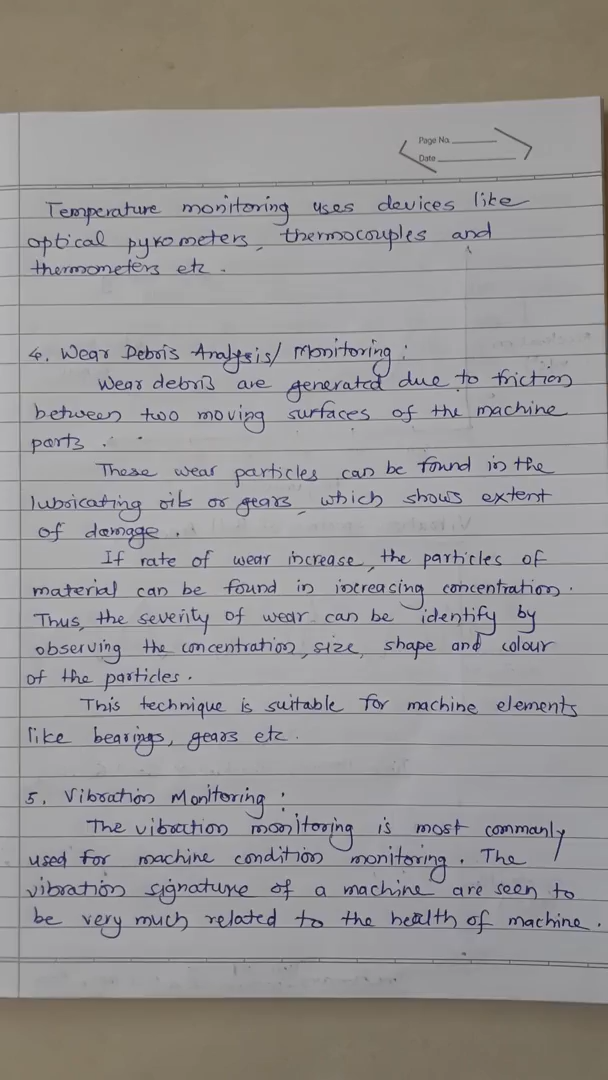 Page No.
Date
Temperature monitoring uses devices like
optical pyrometers, thermocouples and
thermometers etc.
4. Wear Debris Analysis/Monitoring:
Wear debris are generated due to friction
between two moving surfaces of the machine
parts.
These wear particles can be found in the
lubricating oils or gears, which shows extent
of damage.
If rate of wear increase, the particles of
material can be found in increasing concentration.
Thus, the severity of wear can be identify by
observing the concentration, size, shape and colour
of the particles.
This technique is suitable for machine elements
like bearings, gears etc.
5. Vibration Monitoring:
The vibration monitoring is most commanly
used for machine condition monitoring. The
vibration signature of a machine are seen to
be very much related to the health of machine.